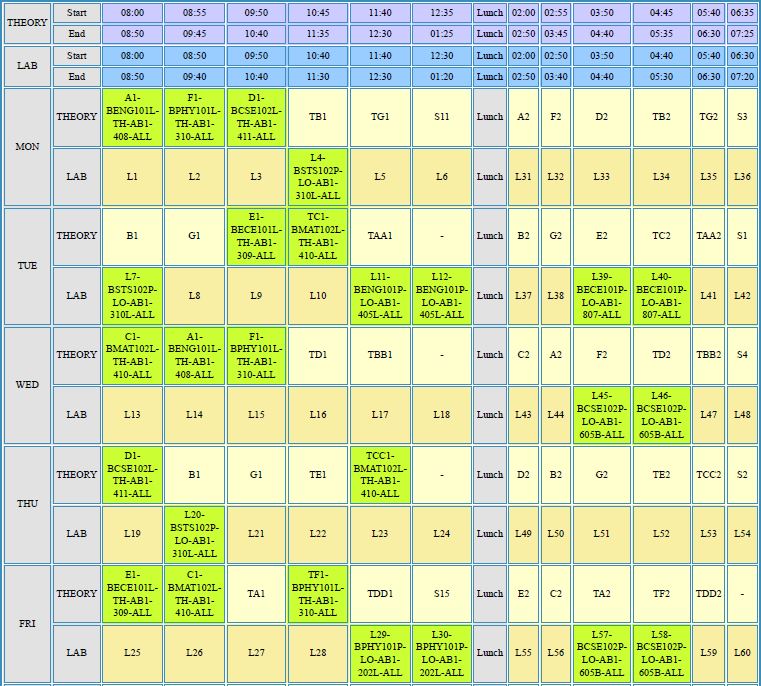 THEORY Start 08:00 08:55 09:50 10:45 11:40 12:35 Lunch 02:00 02:55 03:50 04:45 05:40 06:35
End 08:50 09:45 10:40 11:35 12:30 01:25 Lunch 02:50 03:45 04:40 05:35 06:30 07:25
LAB Start 08:00 08:50 09:50 10:40 11:40 12:30 Lunch 02:00 02:50 03:50 04:40 05:40 06:30
End 08:50 09:40 10:40 11:30 12:30 01:20 Lunch 02:50 03:40 04:40 05:30 06:30 07:20
MON THEORY A1-BENG101L-TH-AB1-408-ALL F1-BPHY101L-TH-AB1-310-ALL D1-BCSE102L-TH-AB1-411-ALL TB1 TG1 S11 Lunch A2 F2 D2 TB2 TG2 S3
LAB L1 L2 L3 L4-BSTS102P-LO-AB1-310L-ALL L5 L6 Lunch L31 L32 L33 L34 L35 L36
TUE THEORY B1 G1 E1-BECE101L-TH-AB1-309-ALL TC1-BMAT102L-TH-AB1-410-ALL TAA1 - Lunch B2 G2 E2 TC2 TAA2 S1
LAB L7-BSTS102P-LO-AB1-310L-ALL L8 L9 L10 L11-BENG101P-LO-AB1-405L-ALL L12-BENG101P-LO-AB1-405L-ALL Lunch L37 L38 L39-BECE101P-LO-AB1-807-ALL L40-BECE101P-LO-AB1-807-ALL L41 L42
WED THEORY C1-BMAT102L-TH-AB1-410-ALL A1-BENG101L-TH-AB1-408-ALL F1-BPHY101L-TH-AB1-310-ALL TD1 TBB1 - Lunch C2 A2 F2 TD2 TBB2 S4
LAB L13 L14 L15 L16 L17 L18 Lunch L43 L44 L45-BCSE102P-LO-AB1-605B-ALL L46-BCSE102P-LO-AB1-605B-ALL L47 L48
THU THEORY D1-BCSE102L-TH-AB1-411-ALL B1 G1 TE1 TCC1-BMAT102L-TH-AB1-410-ALL - Lunch D2 B2 G2 TE2 TCC2 S2
LAB L19 L20-BSTS102P-LO-AB1-310L-ALL L21 L22 L23 L24 Lunch L49 L50 L51 L52 L53 L54
FRI THEORY E1-BECE101L-TH-AB1-309-ALL C1-BMAT102L-TH-AB1-410-ALL TA1 TF1-BPHY101L-TH-AB1-310-ALL TDD1 S15 Lunch E2 C2 TA2 TF2 TDD2 -
LAB L25 L26 L27 L28 L29-BPHY101P-LO-AB1-202L-ALL L30-BPHY101P-LO-AB1-202L-ALL Lunch L55 L56 L57-BCSE102P-LO-AB1-605B-ALL L58-BCSE102P-LO-AB1-605B-ALL L59 L60